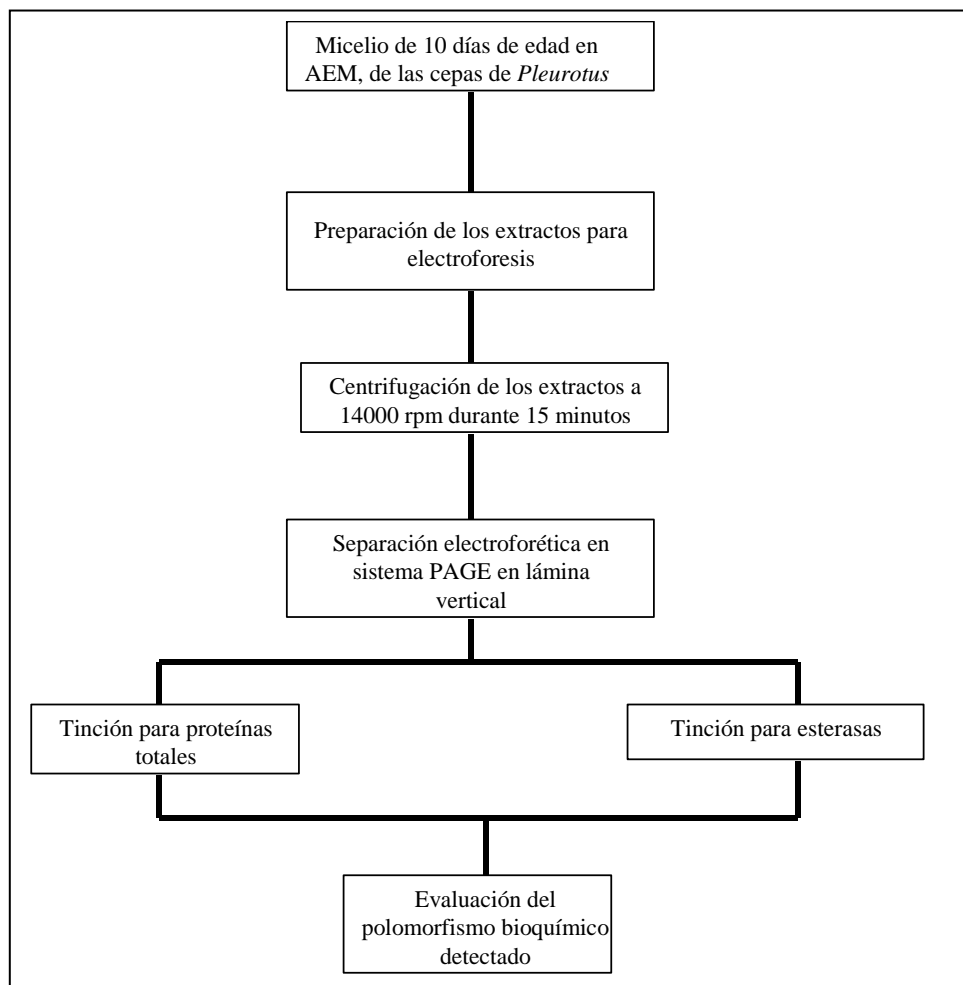 Micelio de 10 días de edad en
AEM, de las cepas de Pleurotus
Preparación de los extractos para
electroforesis
Centrifugación de los extractos a
14000 rpm durante 15 minutos
Separación electroforética en
sistema PAGE en lámina
vertical
Tinción para proteínas
totales
Tinción para esterasas
Evaluación del
polomorfismo bioquímico
detectado